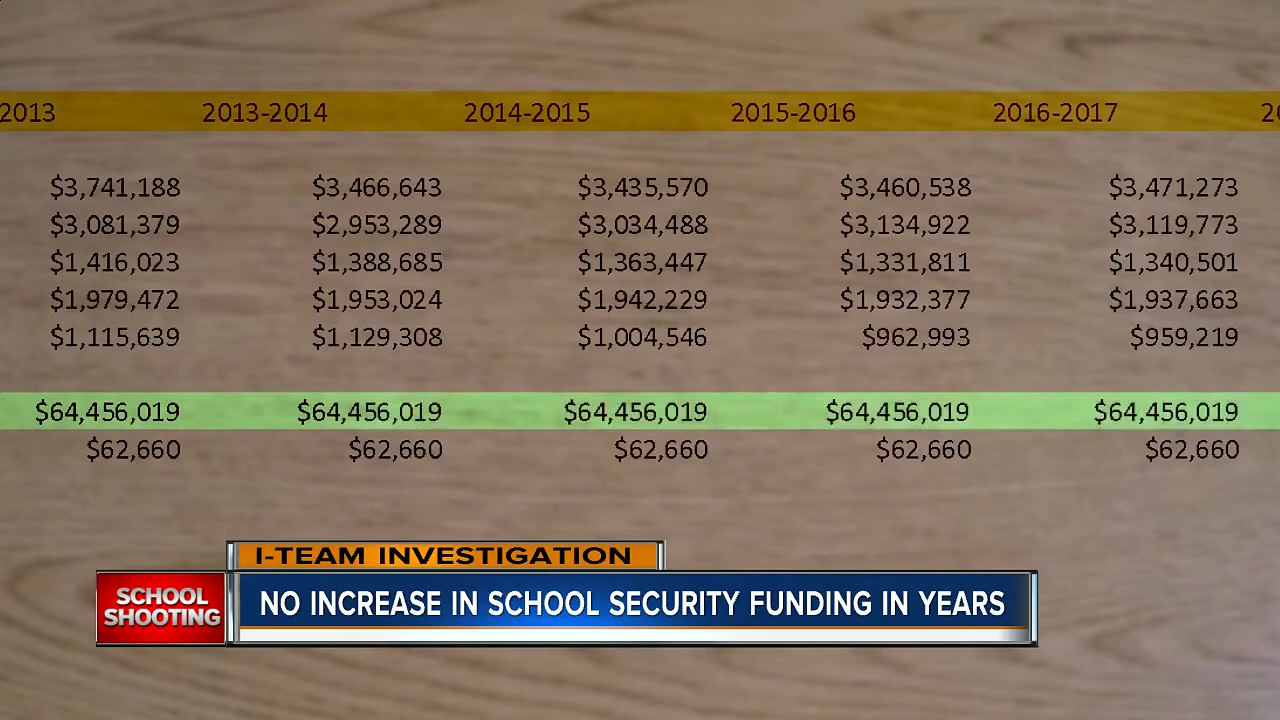 2013 2013-2014 2014-2015 2015-2016 2016-2017
$3,741,188 $3,466,643 $3,435,570 $3,460,538 $3,471,273
$3,081,379 $2,953,289 $3,034,488 $3,134,922 $3,119,773
$1,416,023 $1,388,685 $1,363,447 $1,331,811 $1,340,501
$1,979,472 $1,953,024 $1,942,229 $1,932,377 $1,937,663
$1,115,639 $1,129,308 $1,004,546 $962,993 $959,219
$64,456,019 $64,456,019 $64,456,019 $64,456,019 $64,456,019
$62,660 $62,660 $62,660 $62,660 $62,660
I-TEAM INVESTIGATION
SCHOOL
SHOOTING
NO INCREASE IN SCHOOL SECURITY FUNDING IN YEARS